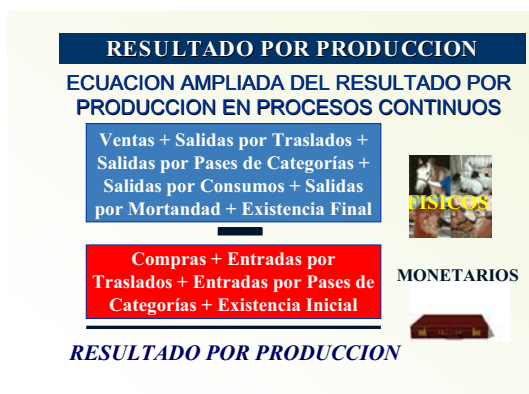 RESULTADO POR PRODUCCION
ECUACION AMPLIADA DEL RESULTADO POR
PRODUCCION EN PROCESOS CONTINUOS
Ventas + Salidas por Traslados +
Salidas por Pases de Categorías +
Salidas por Consumos + Salidas
por Mortandad + Existencia Final
FISICOS
Compras + Entradas por
Traslados + Entradas por Pases de
Categorías + Existencia Inicial
MONETARIOS
RESULTADO POR PRODUCCION